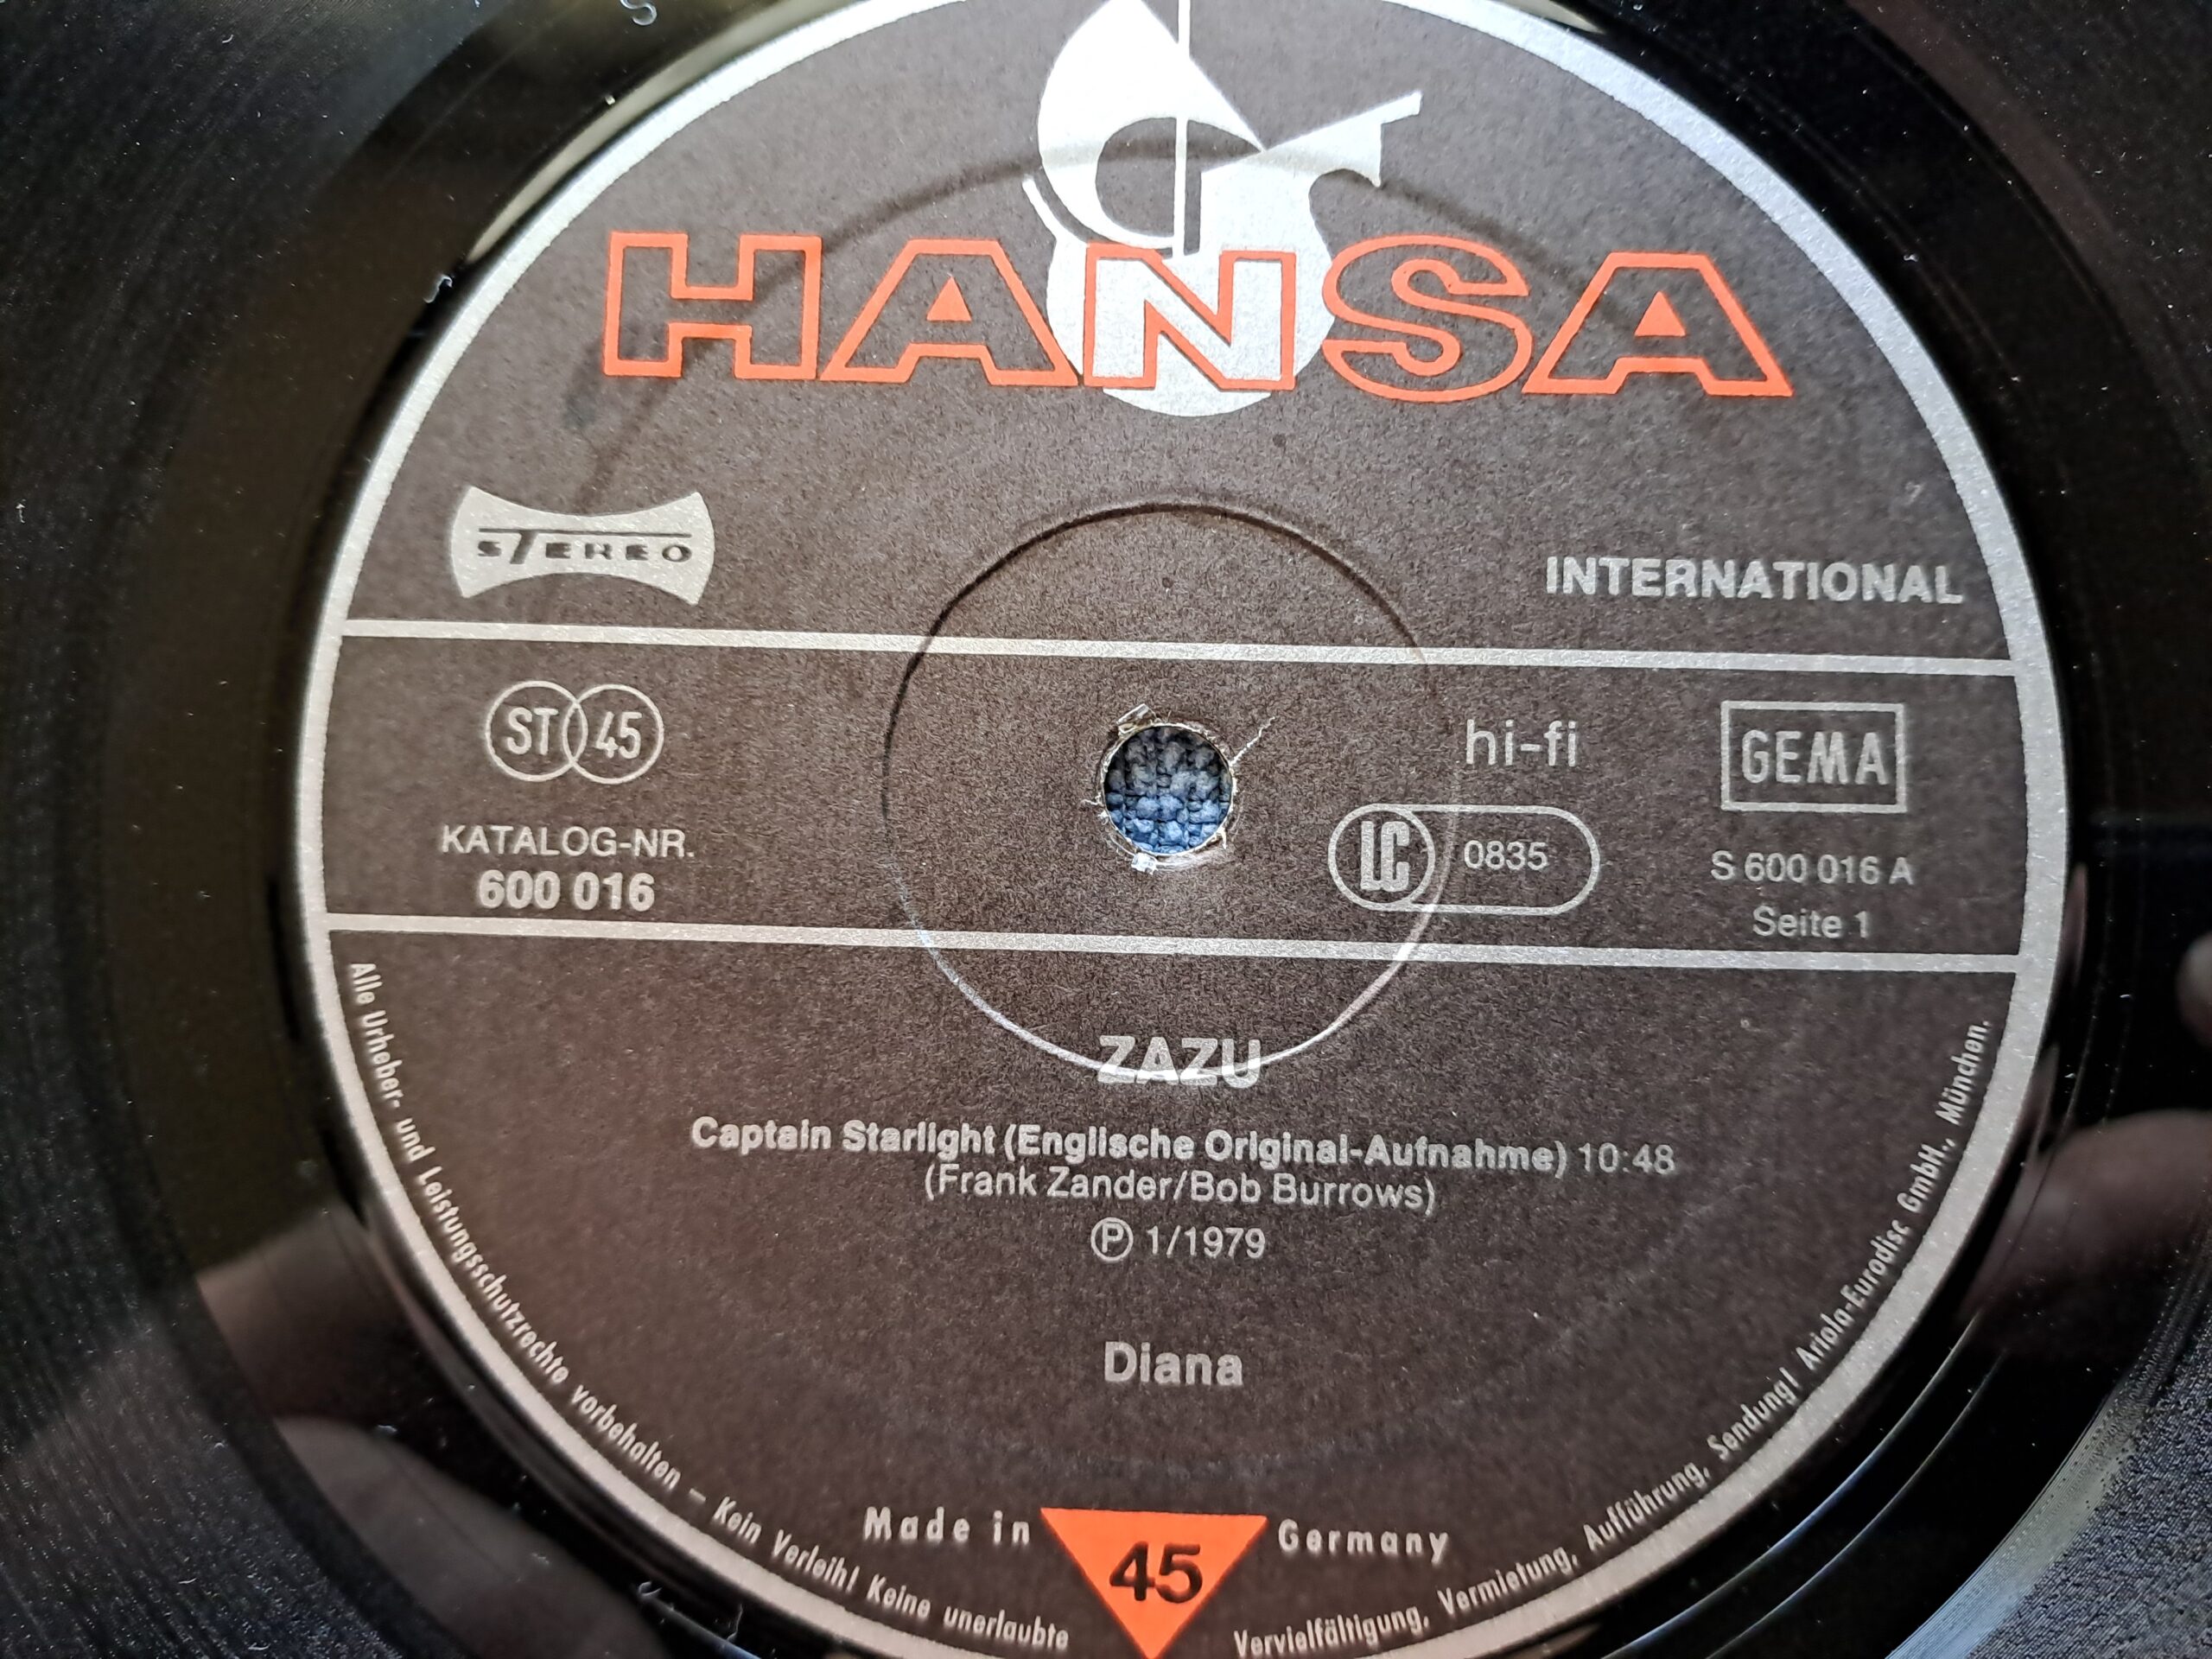 HANSA
STEREO
INTERNATIONAL
ST 45
hi-fi
GEMA
KATALOG-NR.
600 016
LC 0835
S 600 016 A
Seite 1
ZAZU
Captain Starlight (Englische Original-Aufnahme) 10:48
(Frank Zander/Bob Burrows)
Ⓟ 1/1979
Diana
Made in Germany
45
Alle Urheber- und Leistungsschutzrechte vorbehalten – Kein Verleih! Keine unerlaubte Vervielfältigung, Vermietung, Aufführung, Sendung! Ariola-Eurodisc GmbH., München.